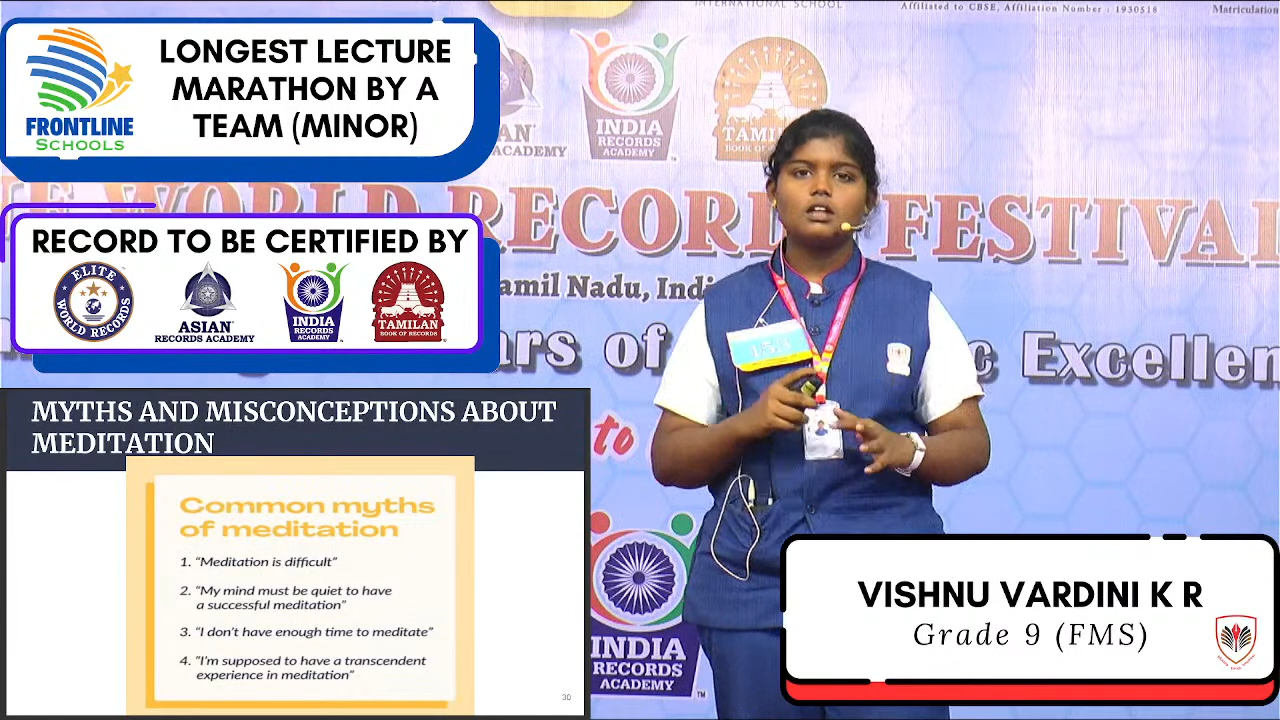 INTERNATIONAL SCHOOL
Affiliated to CBSE, Affiliation Number : 1930518
Matriculation
FRONTLINE
SCHOOLS
LONGEST LECTURE
MARATHON BY A
TEAM (MINOR)
RECORD TO BE CERTIFIED BY
ELITE
WORLD RECORDS
ASIAN
RECORDS ACADEMY
INDIA
RECORDS
ACADEMY
TAMILAN
BOOK OF RECORDS
INDIA
RECORDS
ACADEMY
WORLD RECORD FESTIVAL
Tamil Nadu,
of
Excellen
to
MYTHS AND MISCONCEPTIONS ABOUT
MEDITATION
Common myths
of meditation
1. "Meditation is difficult"
2. "My mind must be quiet to have
a successful meditation"
3. "I don't have enough time to meditate"
4. "I'm supposed to have a transcendent
experience in meditation"
30
INDIA
RECORDS
ACADEMY
TM
VISHNU VARDINI K R
Grade 9 (FMS)